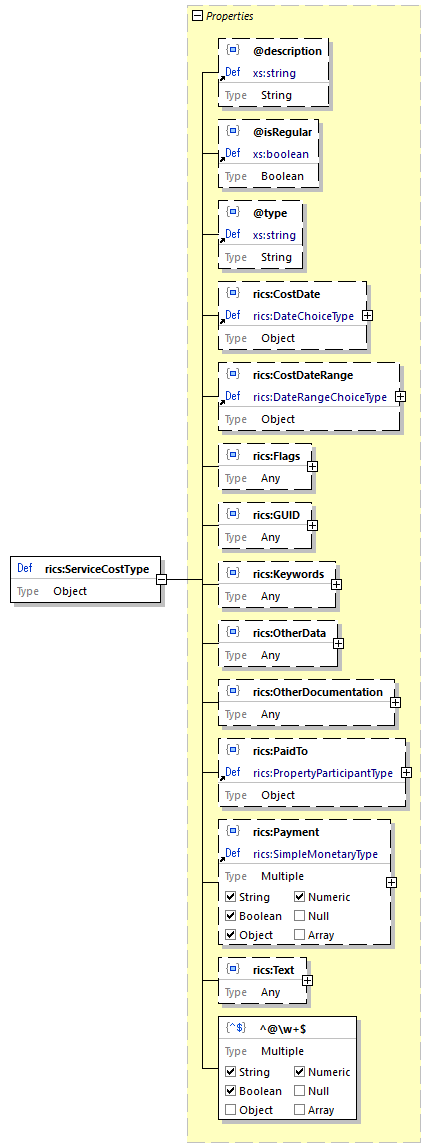 Properties
@description
Def xs:string
Type String
@isRegular
Def xs:boolean
Type Boolean
@type
Def xs:string
Type String
rics:CostDate
Def rics:DateChoiceType
Type Object
rics:CostDateRange
Def rics:DateRangeChoiceType
Type Object
rics:Flags
Type Any
rics:GUID
Type Any
Def rics:ServiceCostType
Type Object
rics:Keywords
Type Any
rics:OtherData
Type Any
rics:OtherDocumentation
Type Any
rics:PaidTo
Def rics:PropertyParticipantType
Type Object
rics:Payment
Def rics:SimpleMonetaryType
Type Multiple
String Numeric
Boolean Null
Object Array
rics:Text
Type Any
{^$} ^@\w+$
Type Multiple
String Numeric
Boolean Null
Object Array